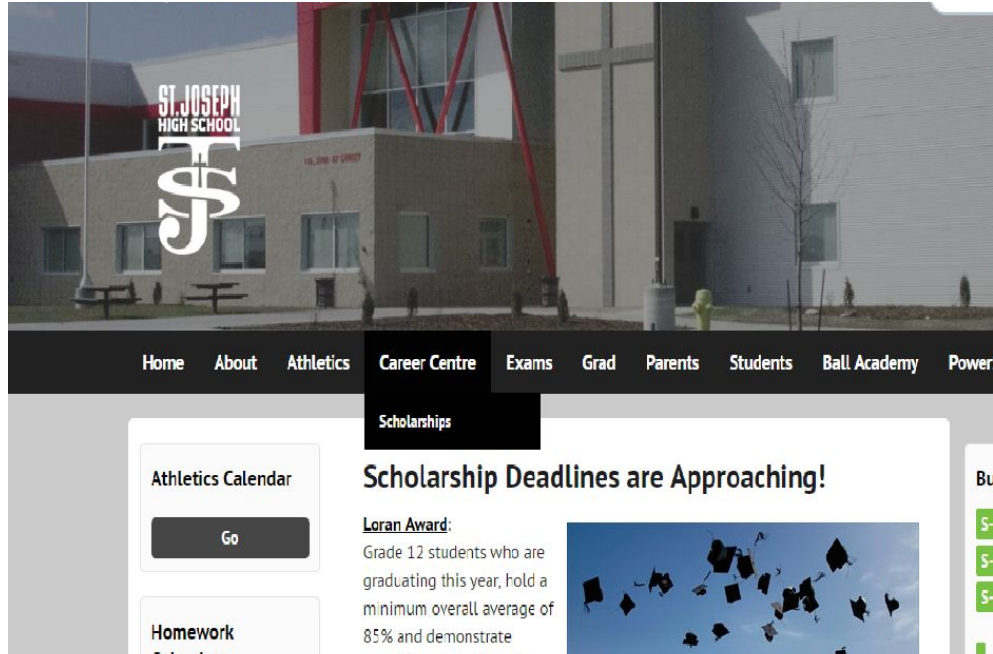 ST.JOSEPH
HIGH SCHOOL
Home About Athletics Career Centre Exams Grad Parents Students Ball Academy Power
Scholarships
Athletics Calendar
Go
Homework
Scholarship Deadlines are Approaching!
Loran Award:
Grade 12 students who are
graduating this year, hold a
minimum overall average of
85% and demonstrate
Bu
S-
S-
S-